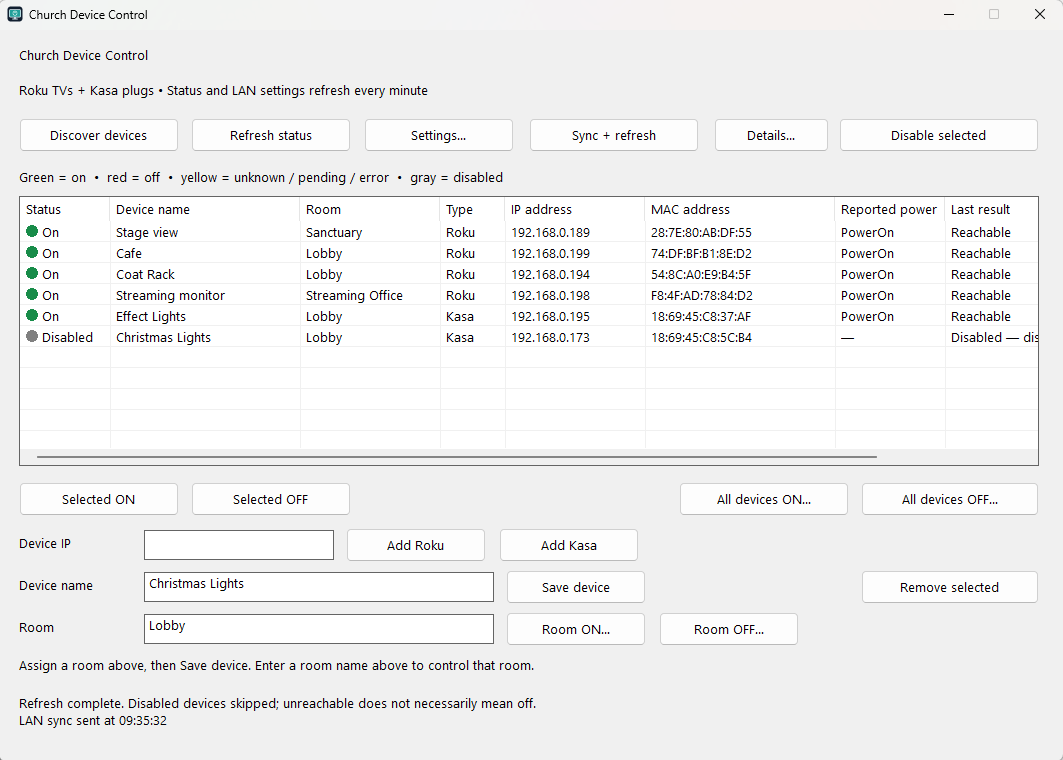 Church Device Control
Church Device Control
Roku TVs + Kasa plugs • Status and LAN settings refresh every minute
Discover devices Refresh status Settings... Sync + refresh Details... Disable selected
Green = on • red = off • yellow = unknown / pending / error • gray = disabled
Status Device name Room Type IP address MAC address Reported power Last result
On Stage view Sanctuary Roku 192.168.0.189 28:7E:80:AB:DF:55 PowerOn Reachable
On Cafe Lobby Roku 192.168.0.199 74:DF:BF:B1:8E:D2 PowerOn Reachable
On Coat Rack Lobby Roku 192.168.0.194 54:8C:A0:E9:B4:5F PowerOn Reachable
On Streaming monitor Streaming Office Roku 192.168.0.198 F8:4F:AD:78:84:D2 PowerOn Reachable
On Effect Lights Lobby Kasa 192.168.0.195 18:69:45:C8:37:AF PowerOn Reachable
Disabled Christmas Lights Lobby Kasa 192.168.0.173 18:69:45:C8:5C:B4 — Disabled — dis
Selected ON Selected OFF All devices ON... All devices OFF...
Device IP Add Roku Add Kasa
Device name Christmas Lights Save device Remove selected
Room Lobby Room ON... Room OFF...
Assign a room above, then Save device. Enter a room name above to control that room.
Refresh complete. Disabled devices skipped; unreachable does not necessarily mean off.
LAN sync sent at 09:35:32